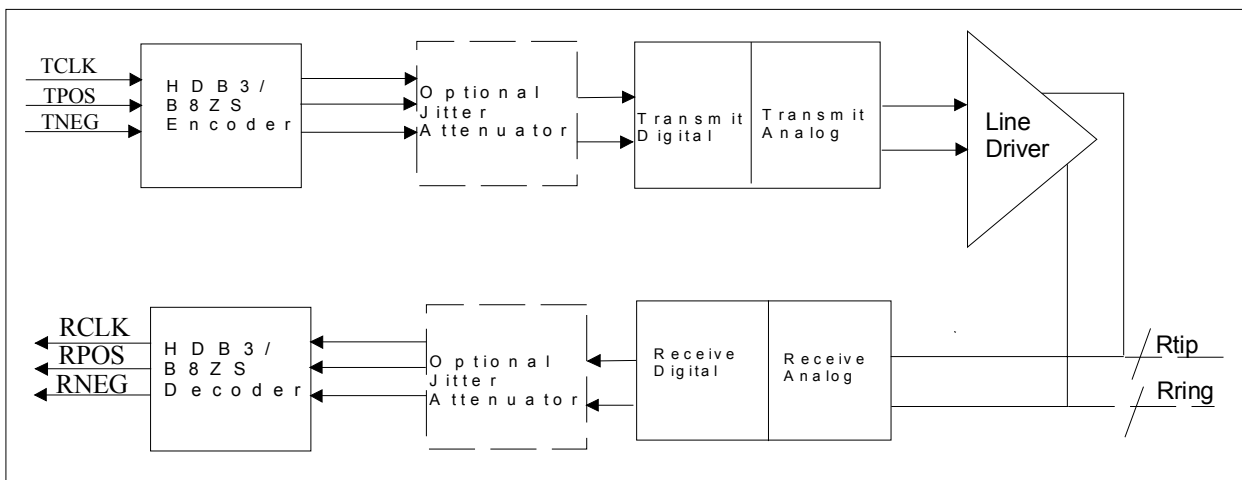 TCLK
TPOS
TNEG
HDB3/
B8ZS
Encoder
Optional
Jitter
Attenuator
Transmit
Digital
Transmit
Analog
Line
Driver
RCLK
RPOS
RNEG
HDB3/
B8ZS
Decoder
Optional
Jitter
Attenuator
Receive
Digital
Receive
Analog
Rtip
Rring